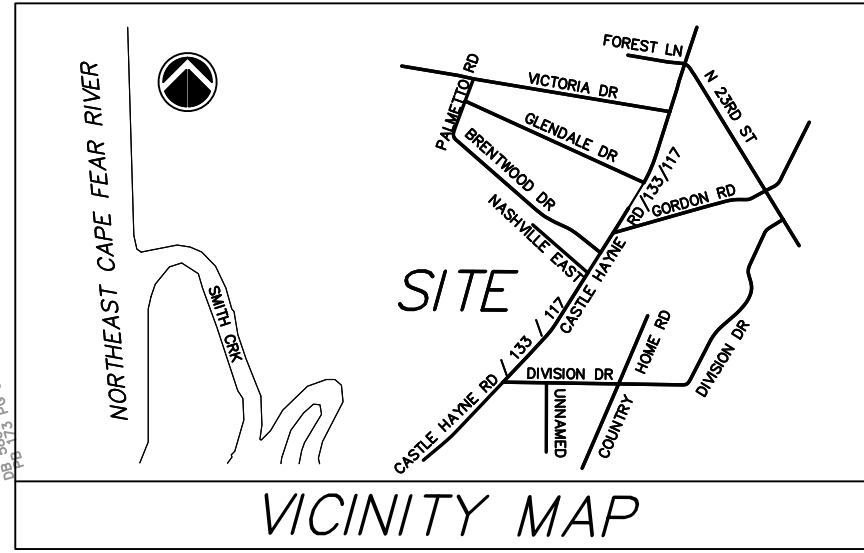 NORTHEAST CAPE FEAR RIVER
SMITH CRK
FOREST LN
N 23RD ST
PALMETTO RD
VICTORIA DR
GLENDALE DR
BRENTWOOD DR
NASHVILLE EAST
CASTLE HAYNE RD/133/117
GORDON RD
SITE
CASTLE HAYNE RD / 133 / 117
DIVISION DR
UNNAMED
COUNTRY HOME RD
DIVISION DR
VICINITY MAP